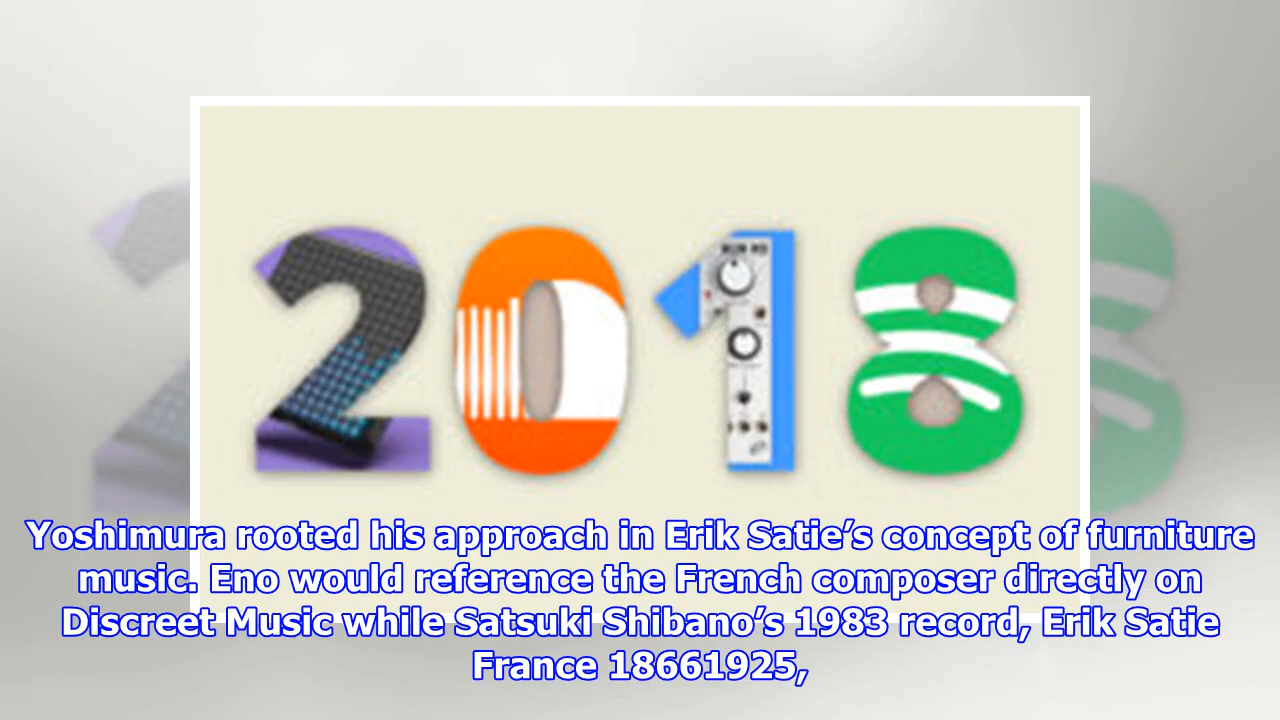 2018
Yoshimura rooted his approach in Erik Satie’s concept of furniture
music. Eno would reference the French composer directly on
Discreet Music while Satsuki Shibano’s 1983 record, Erik Satie
France 18661925,